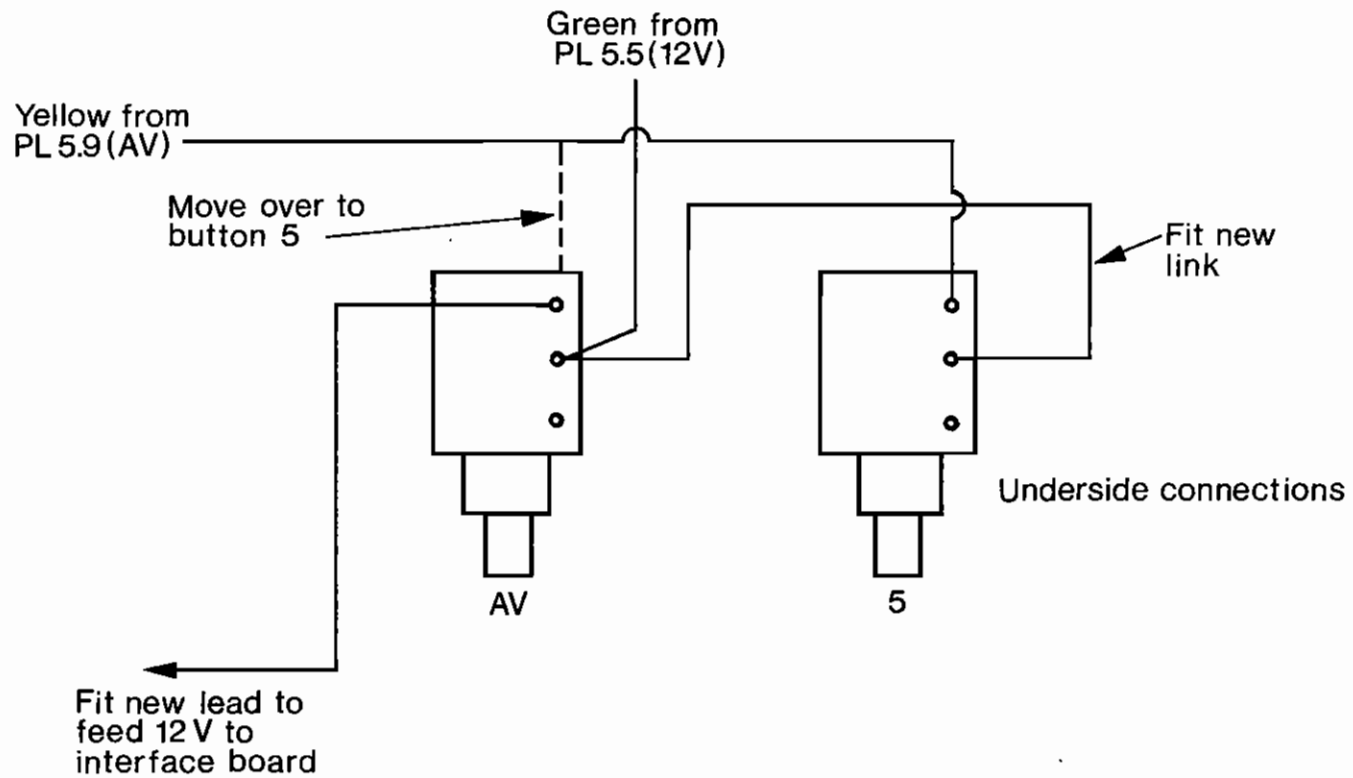 Green from
PL 5.5 (12V)
Yellow from
PL 5.9 (AV)
Move over to
button 5
Fit new
link
Underside connections
AV
5
Fit new lead to
feed 12V to
interface board